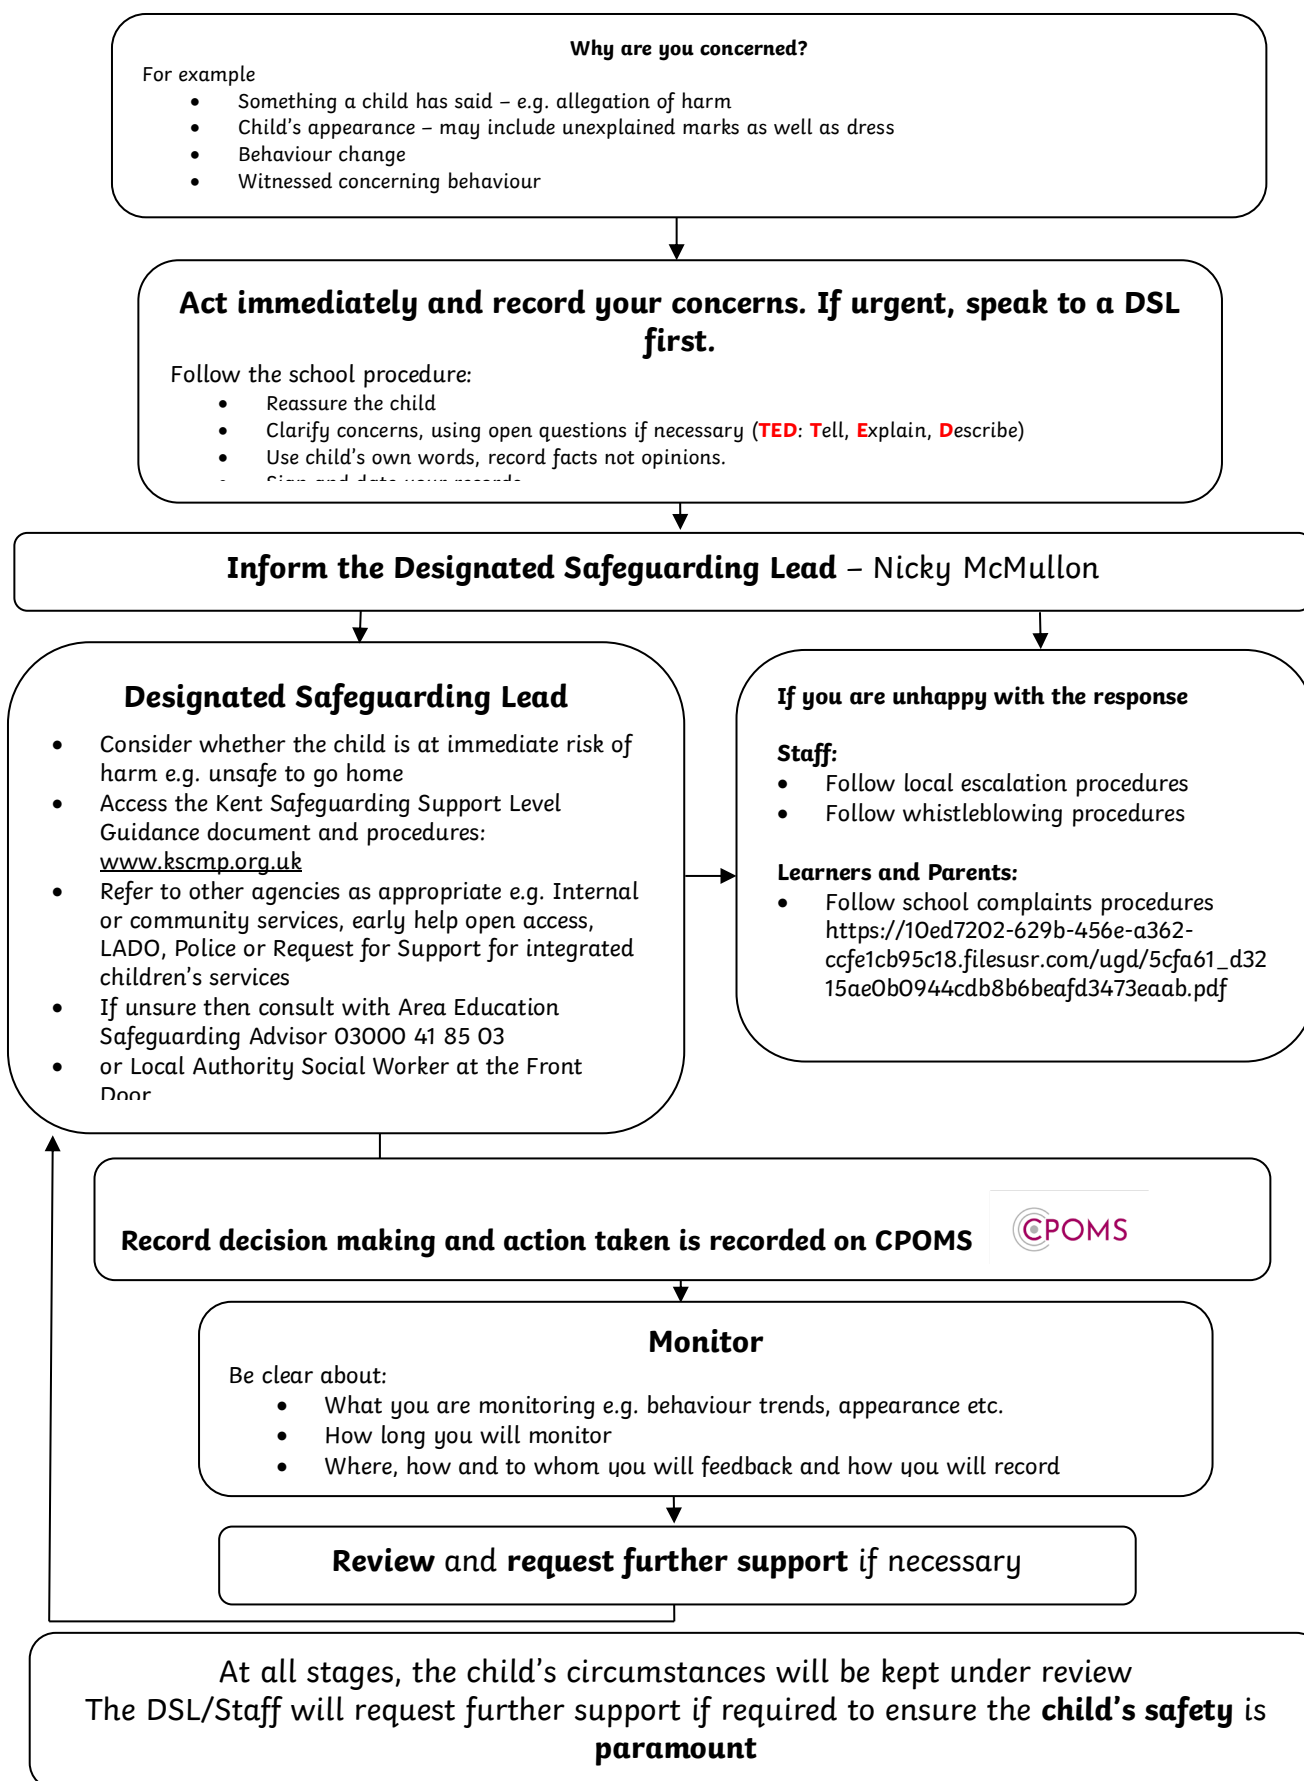 Why are you concerned?
For example
• Something a child has said – e.g. allegation of harm
• Child's appearance – may include unexplained marks as well as dress
• Behaviour change
• Witnessed concerning behaviour
Act immediately and record your concerns. If urgent, speak to a DSL
first.
Follow the school procedure:
• Reassure the child
• Clarify concerns, using open questions if necessary (TED: Tell, Explain, Describe)
• Use child's own words, record facts not opinions.
• Sign and date your records
Inform the Designated Safeguarding Lead – Nicky McMullon
Designated Safeguarding Lead
• Consider whether the child is at immediate risk of
harm e.g. unsafe to go home
• Access the Kent Safeguarding Support Level
Guidance document and procedures:
www.kscmp.org.uk
• Refer to other agencies as appropriate e.g. Internal
or community services, early help open access,
LADO, Police or Request for Support for integrated
children's services
• If unsure then consult with Area Education
Safeguarding Advisor 03000 41 85 03
• or Local Authority Social Worker at the Front
Door
If you are unhappy with the response
Staff:
• Follow local escalation procedures
• Follow whistleblowing procedures
Learners and Parents:
• Follow school complaints procedures
https://10ed7202-629b-456e-a362-
ccfe1cb95c18.filesusr.com/ugd/5cfa61_d32
15ae0b0944cdb8b6beafd3473eaab.pdf
Record decision making and action taken is recorded on CPOMS
CPOMS
Monitor
Be clear about:
• What you are monitoring e.g. behaviour trends, appearance etc.
• How long you will monitor
• Where, how and to whom you will feedback and how you will record
Review and request further support if necessary
At all stages, the child's circumstances will be kept under review
The DSL/Staff will request further support if required to ensure the child's safety is
paramount